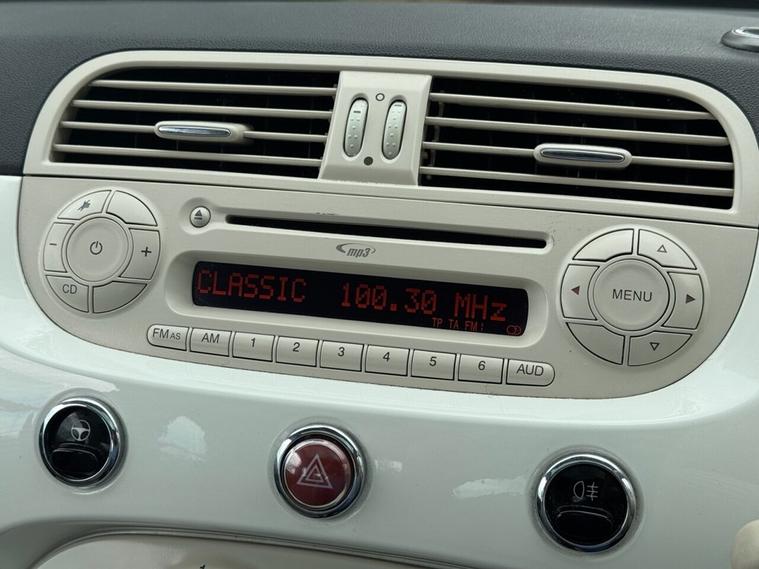 mp3
CLASSIC 100.30 MHz
TP TA FM1
CD
MENU
FM AS AM 1 2 3 4 5 6 AUD